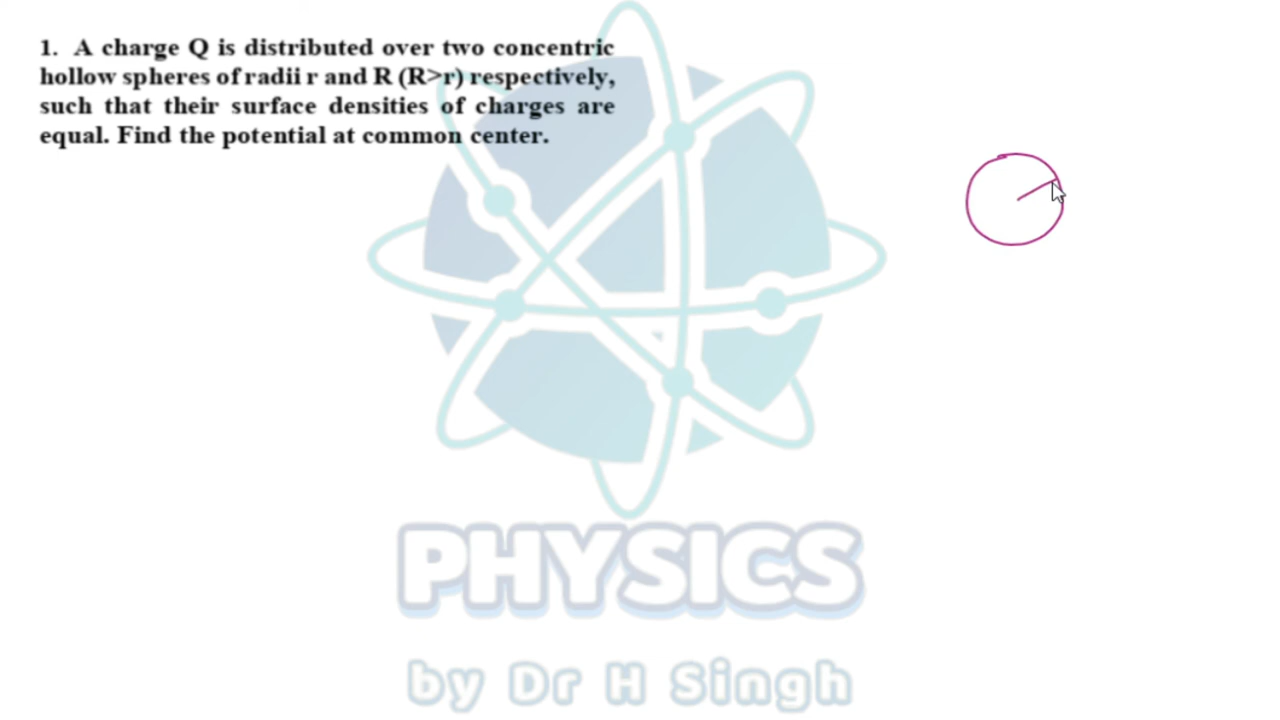 1. A charge Q is distributed over two concentric
hollow spheres of radii r and R (R>r) respectively,
such that their surface densities of charges are
equal. Find the potential at common center.
PHYSICS
by Dr H Singh